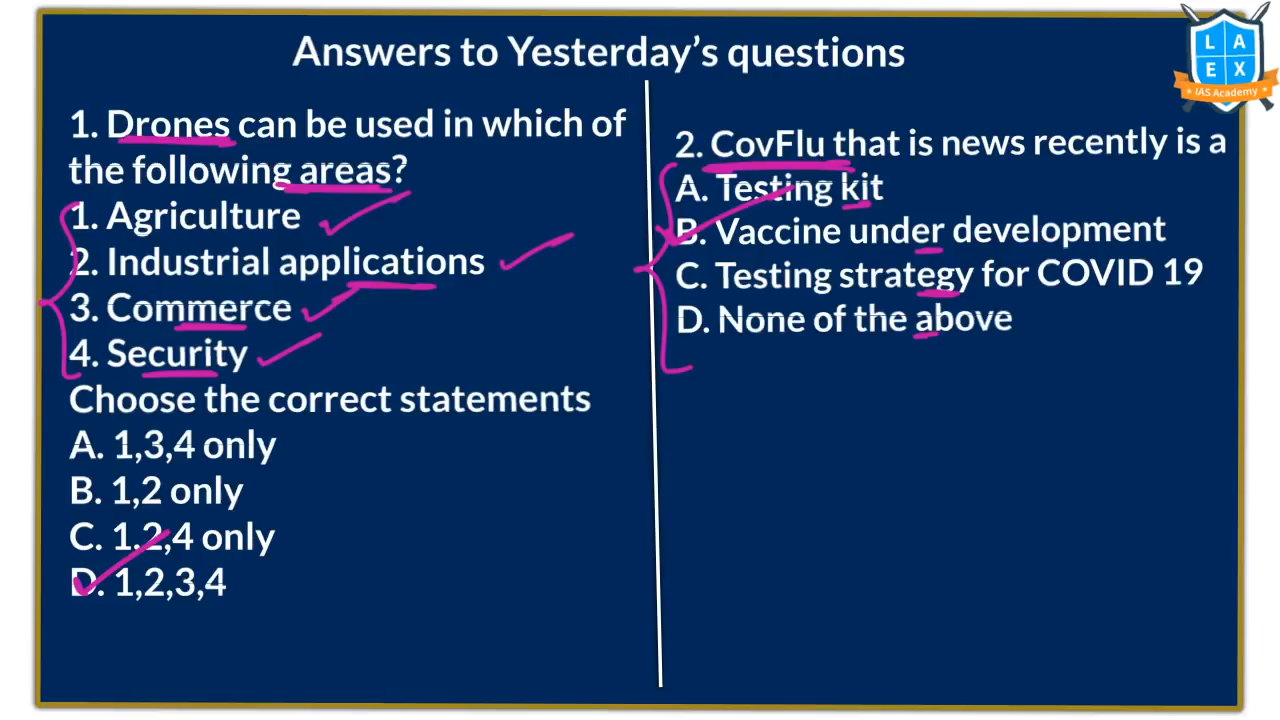 Answers to Yesterday's questions
L A
E X
IAS Academy
1. Drones can be used in which of
the following areas?
1. Agriculture
2. Industrial applications
3. Commerce
4. Security
Choose the correct statements
A. 1,3,4 only
B. 1,2 only
C. 1.2,4 only
D. 1,2,3,4
2. CovFlu that is news recently is a
A. Testing kit
B. Vaccine under development
C. Testing strategy for COVID 19
D. None of the above